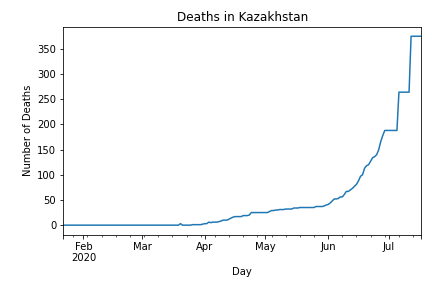 Deaths in Kazakhstan
Number of Deaths
350
300
250
200
150
100
50
0
Feb
2020
Mar
Apr
May
Jun
Jul
Day